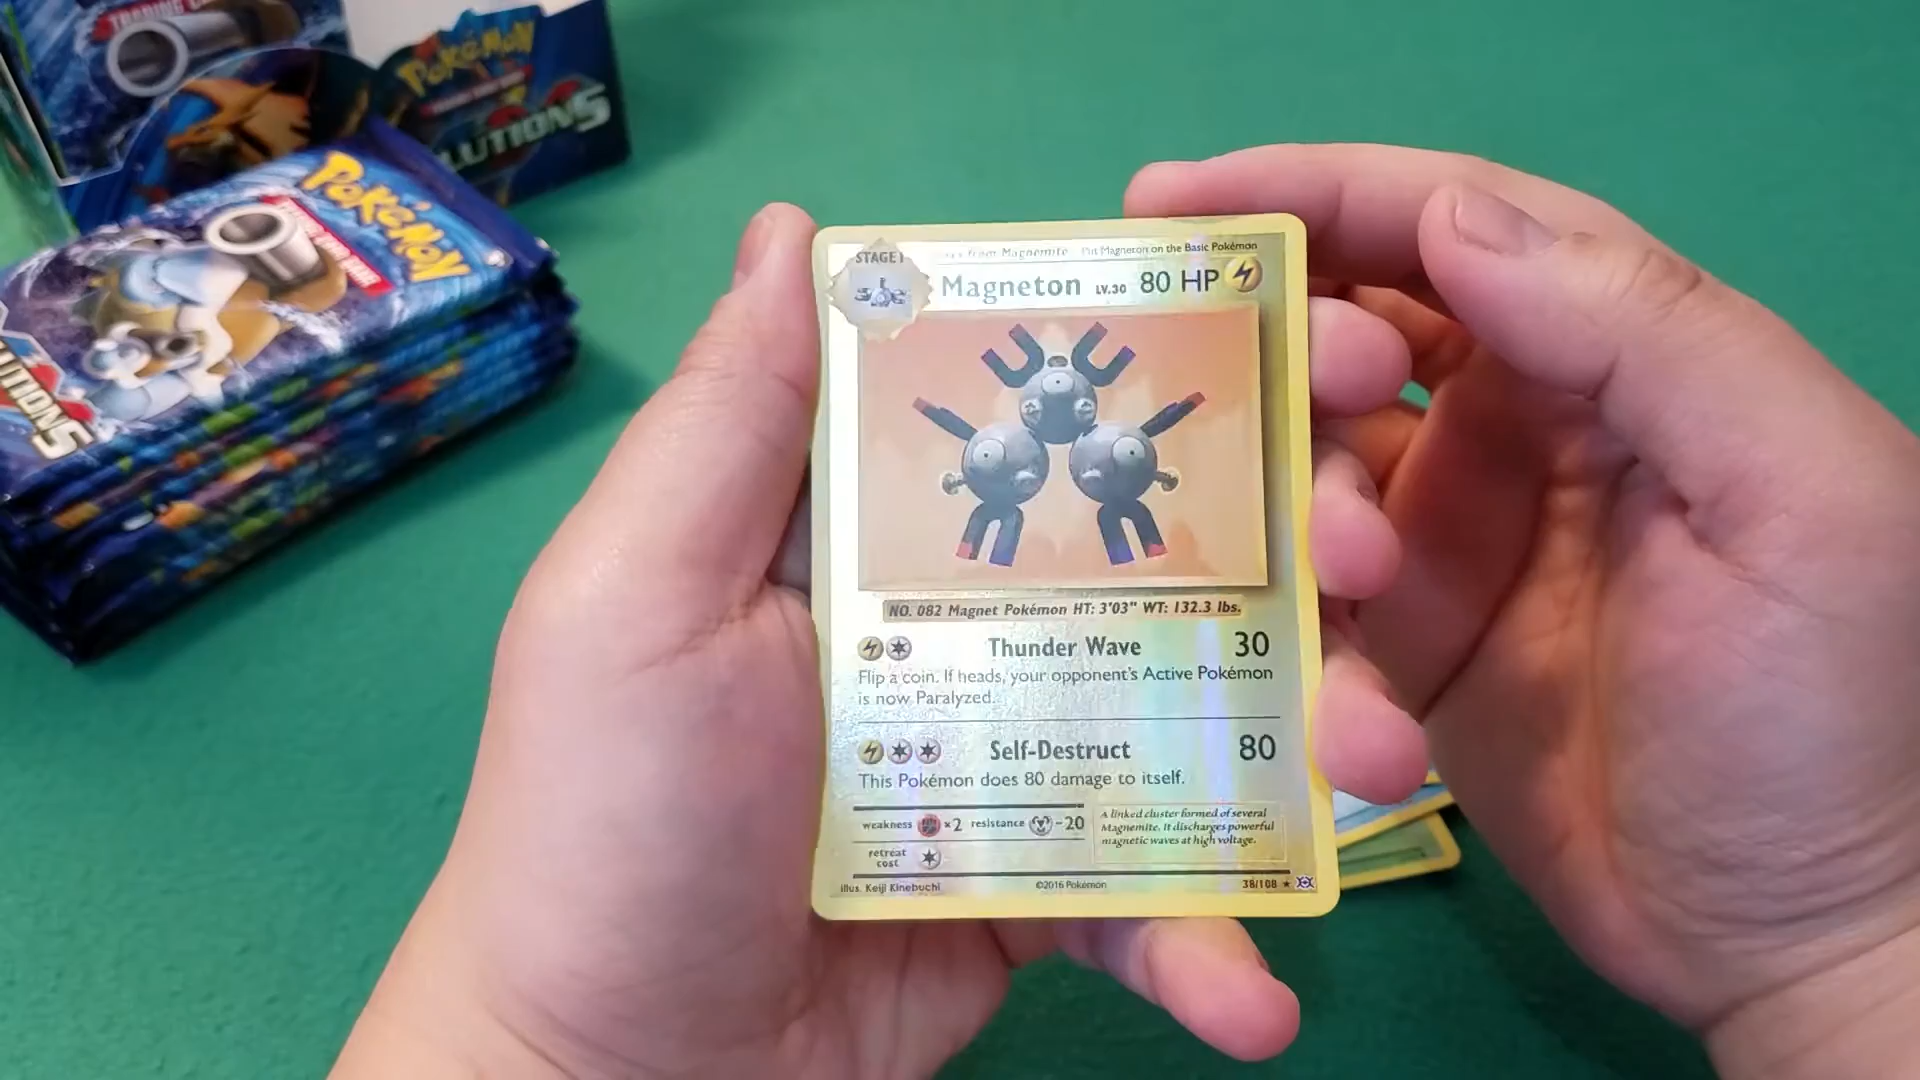 TRADING
POKéMON
LUTIONS
POKéMON
LUTIONS
STAGE 1
from Magnemite Put Magneton on the Basic Pokémon
Magneton LV.30 80 HP
NO. 082 Magnet Pokémon HT: 3'03" WT: 132.3 lbs.
Thunder Wave 30
Flip a coin. If heads, your opponent's Active Pokémon
is now Paralyzed.
Self-Destruct 80
This Pokémon does 80 damage to itself.
weakness ×2 resistance -20
retreat
cost
A linked cluster formed of several
Magnemite. It discharges powerful
magnetic waves at high voltage.
illus. Keiji Kinebuchi ©2016 Pokémon 38/108 ★